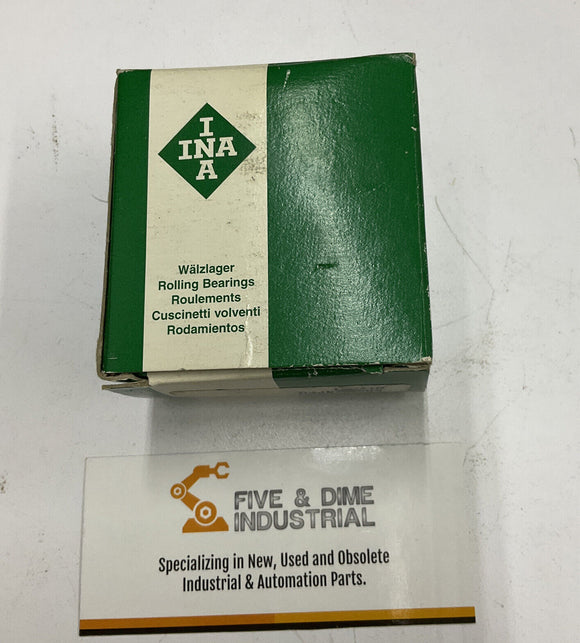 I
INA
A
Wälzlager
Rolling Bearings
Roulements
Cuscinetti volventi
Rodamientos
FIVE & DIME
INDUSTRIAL
Specializing in New, Used and Obsolete
Industrial & Automation Parts.